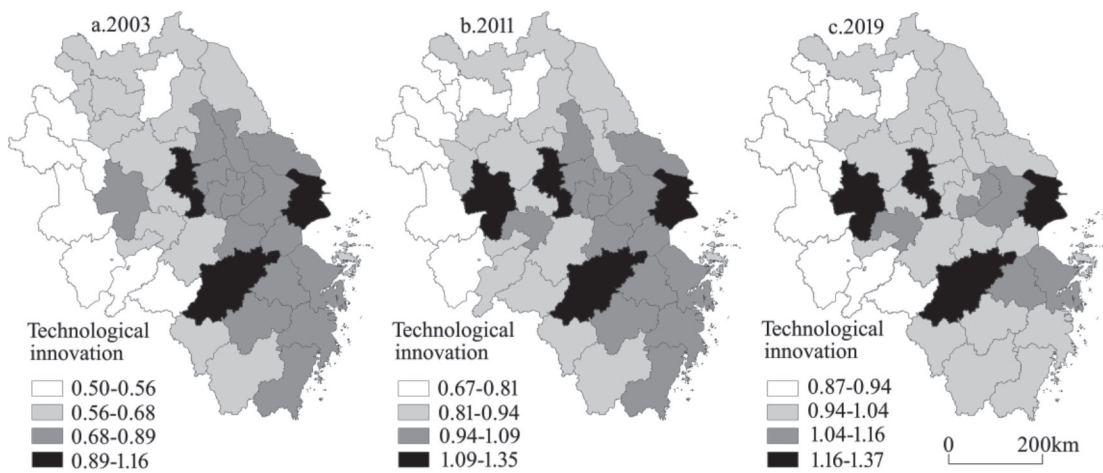 a.2003
b.2011
c.2019
Technological
innovation
0.50-0.56
0.56-0.68
0.68-0.89
0.89-1.16
Technological
innovation
0.67-0.81
0.81-0.94
0.94-1.09
1.09-1.35
Technological
innovation
0.87-0.94
0.94-1.04
1.04-1.16
1.16-1.37
0 200km